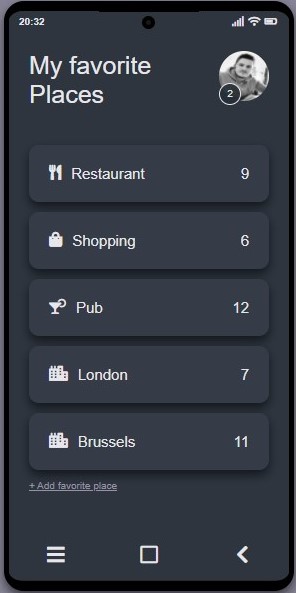 20:32
My favorite
Places
2
Restaurant 9
Shopping 6
Pub 12
London 7
Brussels 11
+ Add favorite place